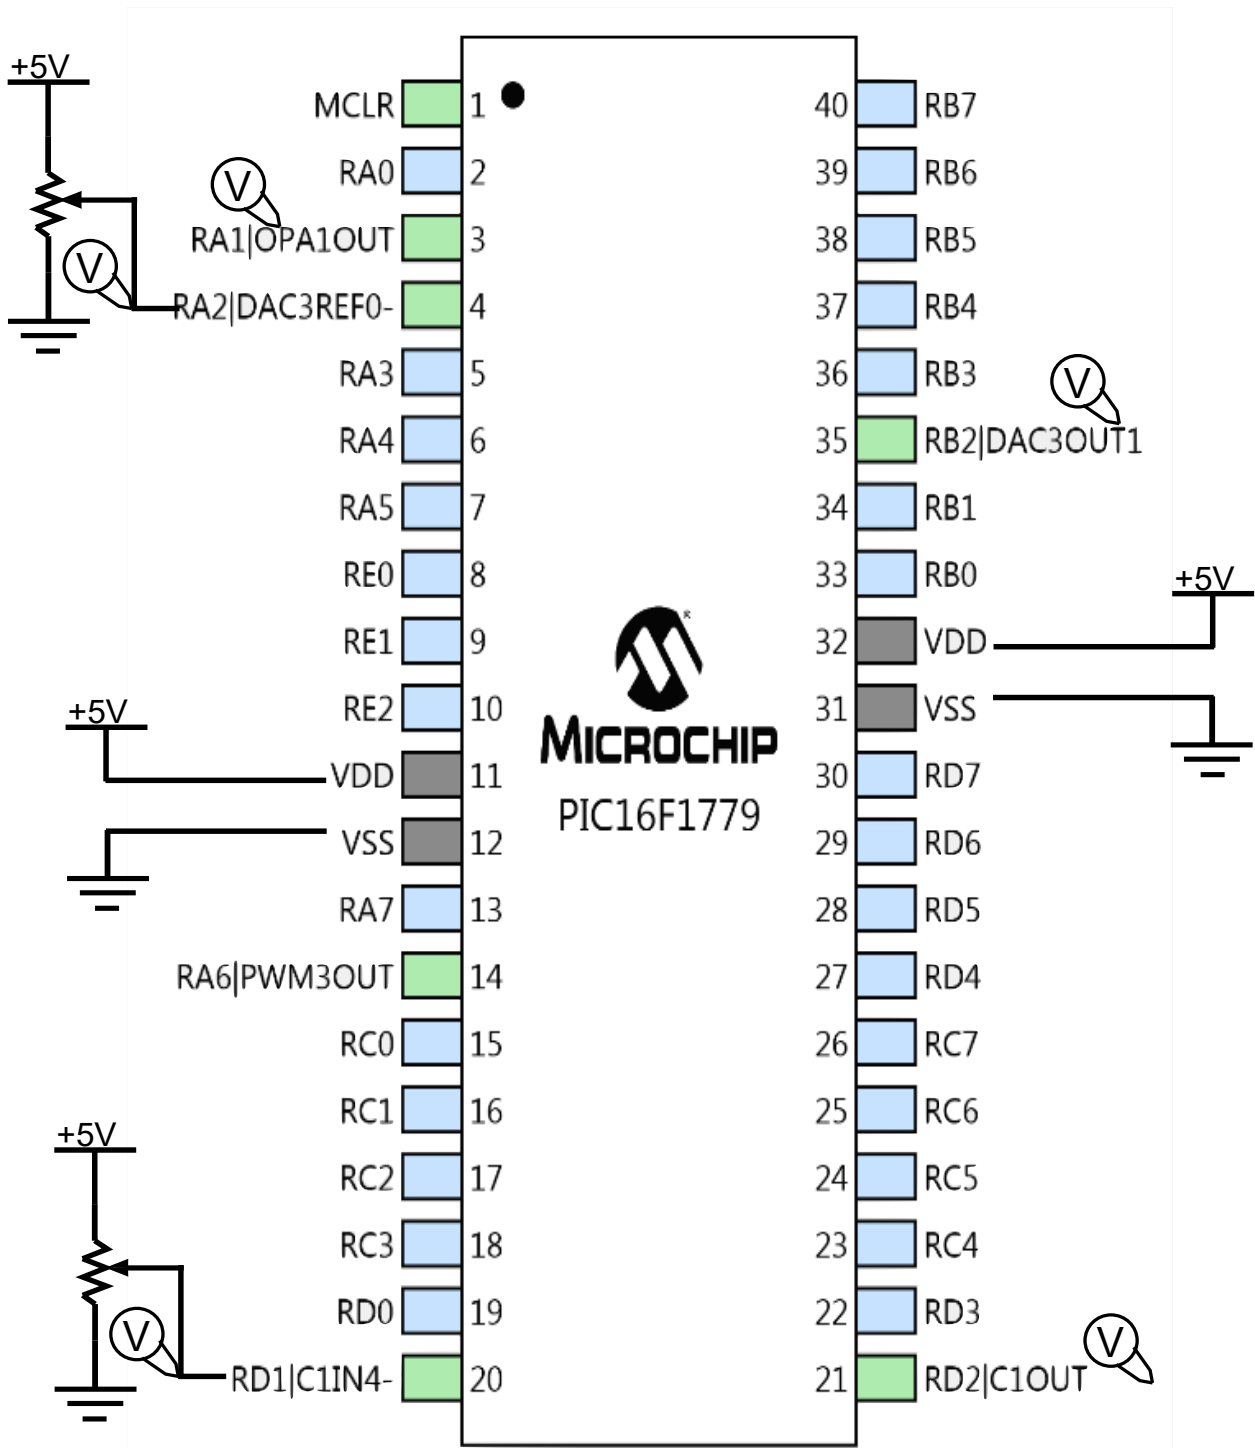 +5V
MCLR 1 40 RB7
RA0 2 39 RB6
V
RA1|OPA1OUT 3 38 RB5
V
RA2|DAC3REF0- 4 37 RB4
RA3 5 36 RB3
V
RA4 6 35 RB2|DAC3OUT1
RA5 7 34 RB1
RE0 8 33 RB0
+5V
RE1 9 32 VDD
®
RE2 10 31 VSS
+5V
MICROCHIP
VDD 11 30 RD7
PIC16F1779
VSS 12 29 RD6
RA7 13 28 RD5
RA6|PWM3OUT 14 27 RD4
RC0 15 26 RC7
RC1 16 25 RC6
+5V
RC2 17 24 RC5
RC3 18 23 RC4
RD0 19 22 RD3
V
V
RD1|C1IN4- 20 21 RD2|C1OUT